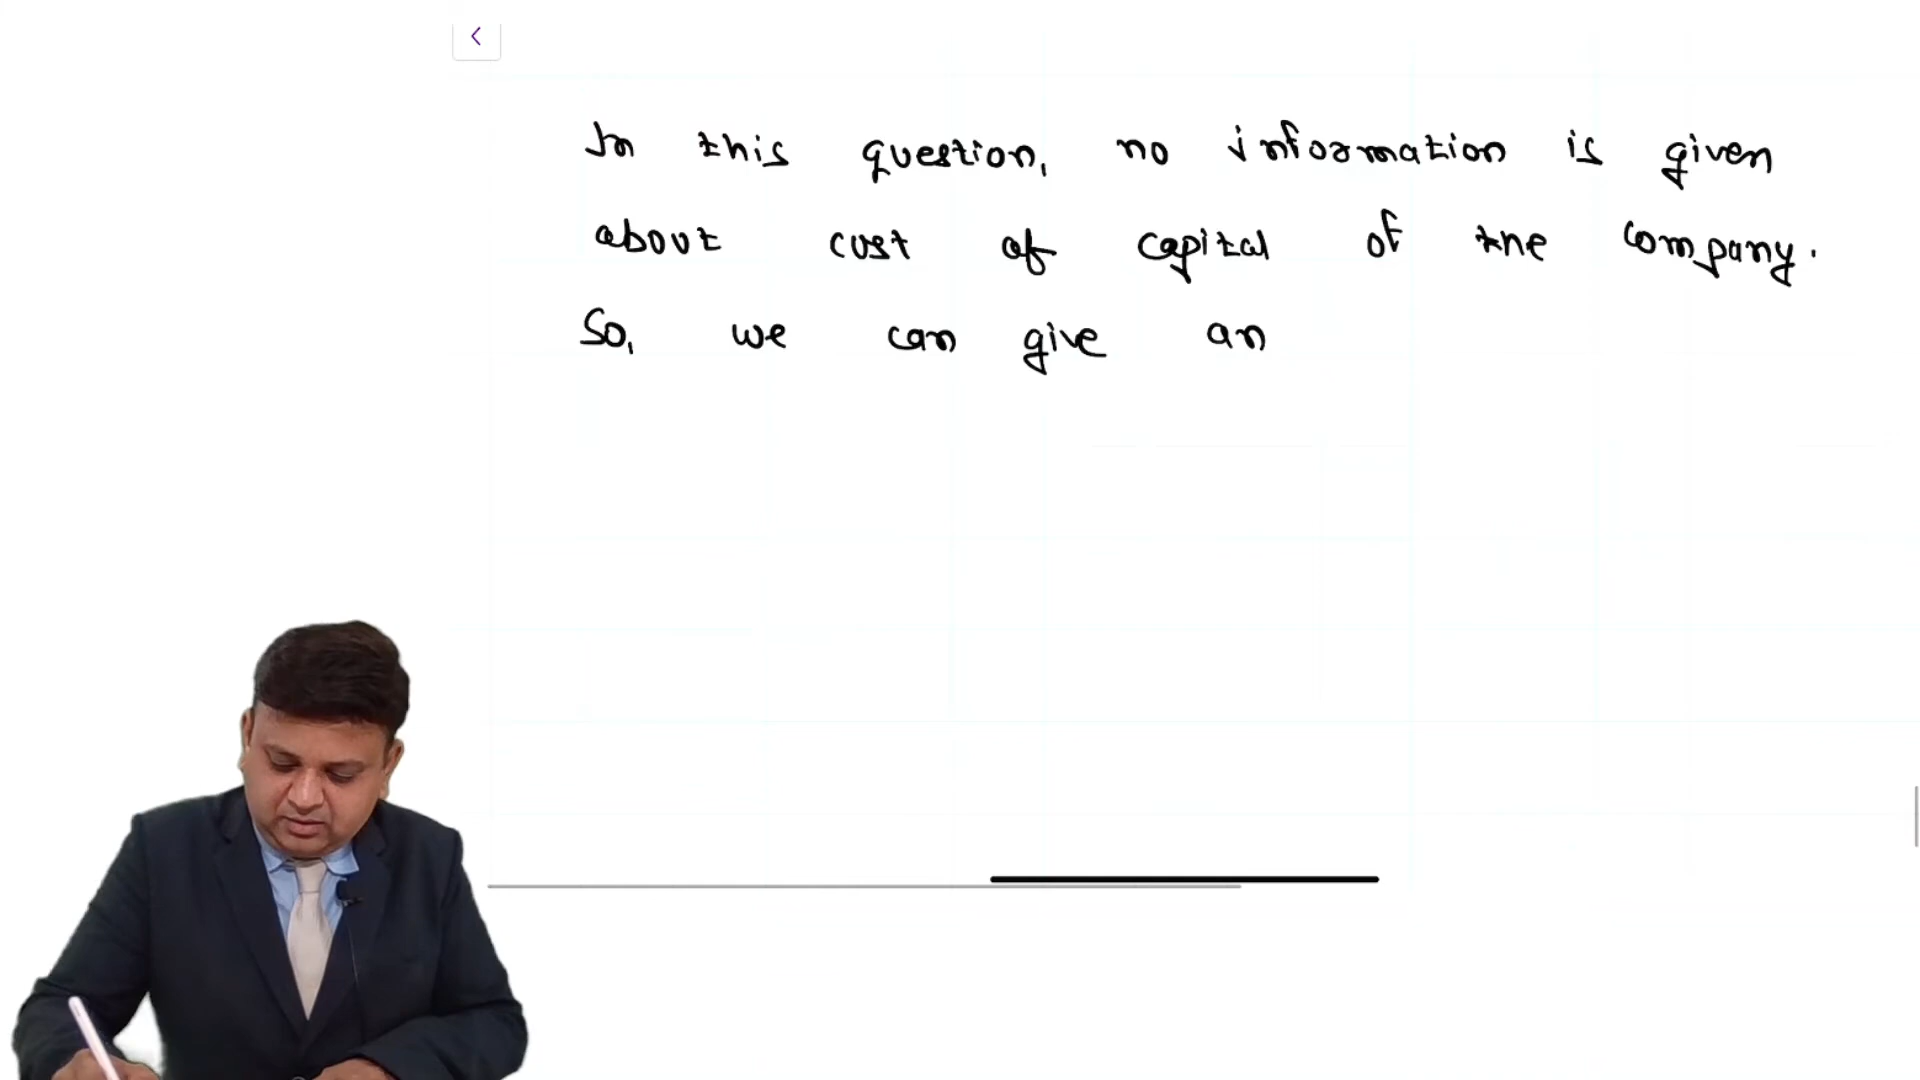 In this question, no information is given
about cost of capital of the company.
So, we can give an